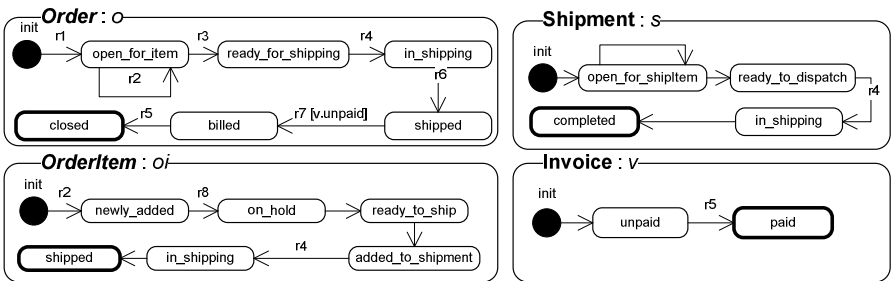 Order : o
init
r1
open_for_item
r2
r3
ready_for_shipping
r4
in_shipping
r6
closed
r5
billed
r7 [v.unpaid]
shipped
Shipment : s
init
open_for_shipItem
ready_to_dispatch
r4
completed
in_shipping
OrderItem : oi
init
r2
newly_added
r8
on_hold
ready_to_ship
shipped
in_shipping
r4
added_to_shipment
Invoice : v
init
unpaid
r5
paid